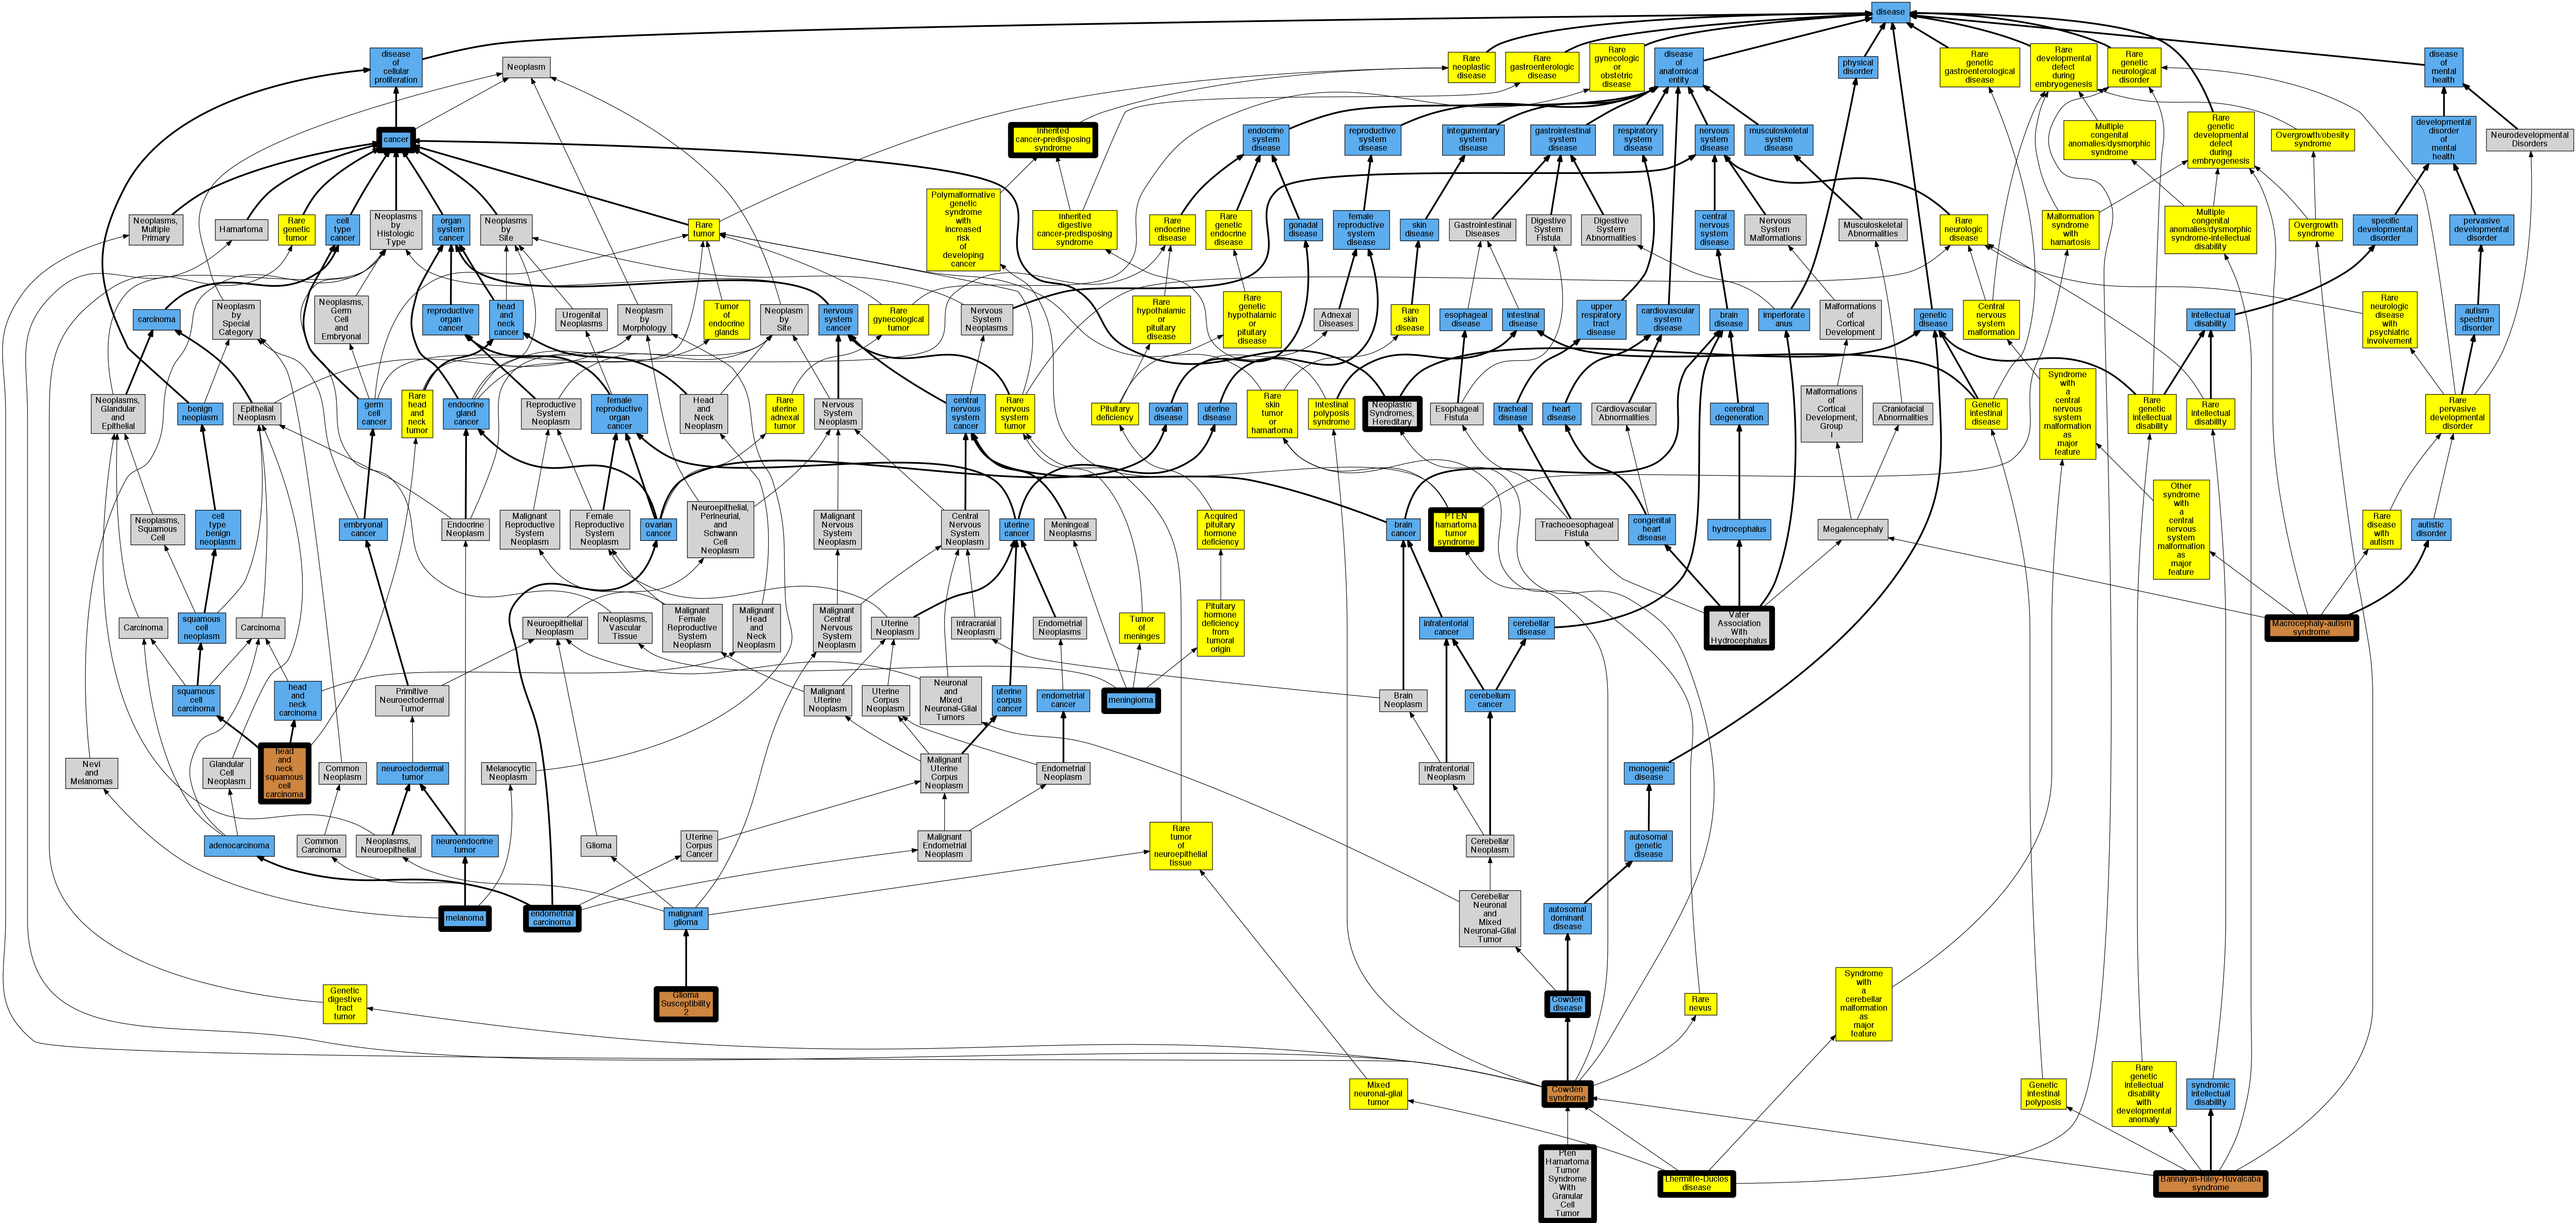 disease
disease
of
cellular
proliferation
Neoplasm
Rare
neoplastic
disease
Rare
gastroenterologic
disease
Rare
gynecologic
or
obstetric
disease
disease
of
anatomical
entity
physical
disorder
Rare
genetic
gastroenterological
disease
Rare
developmental
defect
during
embryogenesis
Rare
genetic
neurological
disorder
disease
of
mental
health
cancer
Inherited
cancer-predisposing
syndrome
endocrine
system
disease
reproductive
system
disease
integumentary
system
disease
gastrointestinal
system
disease
respiratory
system
disease
nervous
system
disease
musculoskeletal
system
disease
Multiple
congenital
anomalies/dysmorphic
syndrome
Rare
genetic
developmental
defect
during
embryogenesis
Overgrowth/obesity
syndrome
developmental
disorder
of
mental
health
Neurodevelopmental
Disorders
Neoplasms,
Multiple
Primary
Hamartoma
Rare
genetic
tumor
cell
type
cancer
Neoplasms
by
Histologic
Type
organ
system
cancer
Neoplasms
by
Site
Rare
tumor
Polymalformative
genetic
syndrome
with
increased
risk
of
developing
cancer
Inherited
digestive
cancer-predisposing
syndrome
Rare
endocrine
disease
Rare
genetic
endocrine
disease
gonadal
disease
female
reproductive
system
disease
skin
disease
Gastrointestinal
Diseases
Digestive
System
Fistula
Digestive
System
Abnormalities
central
nervous
system
disease
Nervous
System
Malformations
Musculoskeletal
Abnormalities
Rare
neurologic
disease
Malformation
syndrome
with
hamartosis
Multiple
congenital
anomalies/dysmorphic
syndrome-intellectual
disability
Overgrowth
syndrome
specific
developmental
disorder
pervasive
developmental
disorder
carcinoma
Neoplasm
by
Special
Category
Neoplasms,
Germ
Cell
and
Embryonal
reproductive
organ
cancer
head
and
neck
cancer
Urogenital
Neoplasms
Neoplasm
by
Morphology
Tumor
of
endocrine
glands
Neoplasm
by
Site
nervous
system
cancer
Rare
gynecological
tumor
Nervous
System
Neoplasms
Rare
hypothalamic
or
pituitary
disease
Rare
genetic
hypothalamic
or
pituitary
disease
Adnexal
Diseases
Rare
skin
disease
esophageal
disease
intestinal
disease
upper
respiratory
tract
disease
cardiovascular
system
disease
brain
disease
imperforate
anus
Malformations
of
Cortical
Development
genetic
disease
Central
nervous
system
malformation
intellectual
disability
Rare
neurologic
disease
with
psychiatric
involvement
autism
spectrum
disorder
Neoplasms,
Glandular
and
Epithelial
benign
neoplasm
Epithelial
Neoplasm
germ
cell
cancer
Rare
head
and
neck
tumor
endocrine
gland
cancer
Reproductive
System
Neoplasm
female
reproductive
organ
cancer
Head
and
Neck
Neoplasm
Rare
uterine
adnexal
tumor
Nervous
System
Neoplasm
central
nervous
system
cancer
Rare
nervous
system
tumor
Pituitary
deficiency
ovarian
disease
uterine
disease
Rare
skin
tumor
or
hamartoma
Intestinal
polyposis
syndrome
Neoplastic
Syndromes,
Hereditary
Esophageal
Fistula
tracheal
disease
heart
disease
Cardiovascular
Abnormalities
cerebral
degeneration
Malformations
of
Cortical
Development,
Group
I
Craniofacial
Abnormalities
Genetic
intestinal
disease
Syndrome
with
a
central
nervous
system
malformation
as
major
feature
Rare
genetic
intellectual
disability
Rare
intellectual
disability
Rare
pervasive
developmental
disorder
Neoplasms,
Squamous
Cell
cell
type
benign
neoplasm
embryonal
cancer
Endocrine
Neoplasm
Malignant
Reproductive
System
Neoplasm
Female
Reproductive
System
Neoplasm
ovarian
cancer
Neuroepithelial,
Perineurial,
and
Schwann
Cell
Neoplasm
Malignant
Nervous
System
Neoplasm
Central
Nervous
System
Neoplasm
uterine
cancer
Meningeal
Neoplasms
Acquired
pituitary
hormone
deficiency
brain
cancer
PTEN
hamartoma
tumor
syndrome
Tracheoesophageal
Fistula
congenital
heart
disease
hydrocephalus
Megalencephaly
Other
syndrome
with
a
central
nervous
system
malformation
as
major
feature
Rare
disease
with
autism
autistic
disorder
Carcinoma
squamous
cell
neoplasm
Carcinoma
Neuroepithelial
Neoplasm
Neoplasms,
Vascular
Tissue
Malignant
Female
Reproductive
System
Neoplasm
Malignant
Head
and
Neck
Neoplasm
Malignant
Central
Nervous
System
Neoplasm
Uterine
Neoplasm
Intracranial
Neoplasm
Endometrial
Neoplasms
Tumor
of
meninges
Pituitary
hormone
deficiency
from
tumoral
origin
infratentorial
cancer
cerebellar
disease
Vater
Association
With
Hydrocephalus
Macrocephaly-autism
syndrome
squamous
cell
carcinoma
head
and
neck
carcinoma
Primitive
Neuroectodermal
Tumor
Malignant
Uterine
Neoplasm
Uterine
Corpus
Neoplasm
Neuronal
and
Mixed
Neuronal-Glial
Tumors
uterine
corpus
cancer
endometrial
cancer
meningioma
Brain
Neoplasm
cerebellum
cancer
Nevi
and
Melanomas
Glandular
Cell
Neoplasm
head
and
neck
squamous
cell
carcinoma
Common
Neoplasm
neuroectodermal
tumor
Melanocytic
Neoplasm
Malignant
Uterine
Corpus
Neoplasm
Endometrial
Neoplasm
Infratentorial
Neoplasm
monogenic
disease
adenocarcinoma
Common
Carcinoma
Neoplasms,
Neuroepithelial
neuroendocrine
tumor
Glioma
Uterine
Corpus
Cancer
Malignant
Endometrial
Neoplasm
Rare
tumor
of
neuroepithelial
tissue
Cerebellar
Neoplasm
autosomal
genetic
disease
melanoma
endometrial
carcinoma
malignant
glioma
Cerebellar
Neuronal
and
Mixed
Neuronal-Glial
Tumor
autosomal
dominant
disease
Genetic
digestive
tract
tumor
Glioma
Susceptibility
2
Cowden
disease
Rare
nevus
Syndrome
with
a
cerebellar
malformation
as
major
feature
Mixed
neuronal-glial
tumor
Cowden
syndrome
Genetic
intestinal
polyposis
Rare
genetic
intellectual
disability
with
developmental
anomaly
syndromic
intellectual
disability
Pten
Hamartoma
Tumor
Syndrome
With
Granular
Cell
Tumor
Lhermitte-Duclos
disease
Bannayan-Riley-Ruvalcaba
syndrome